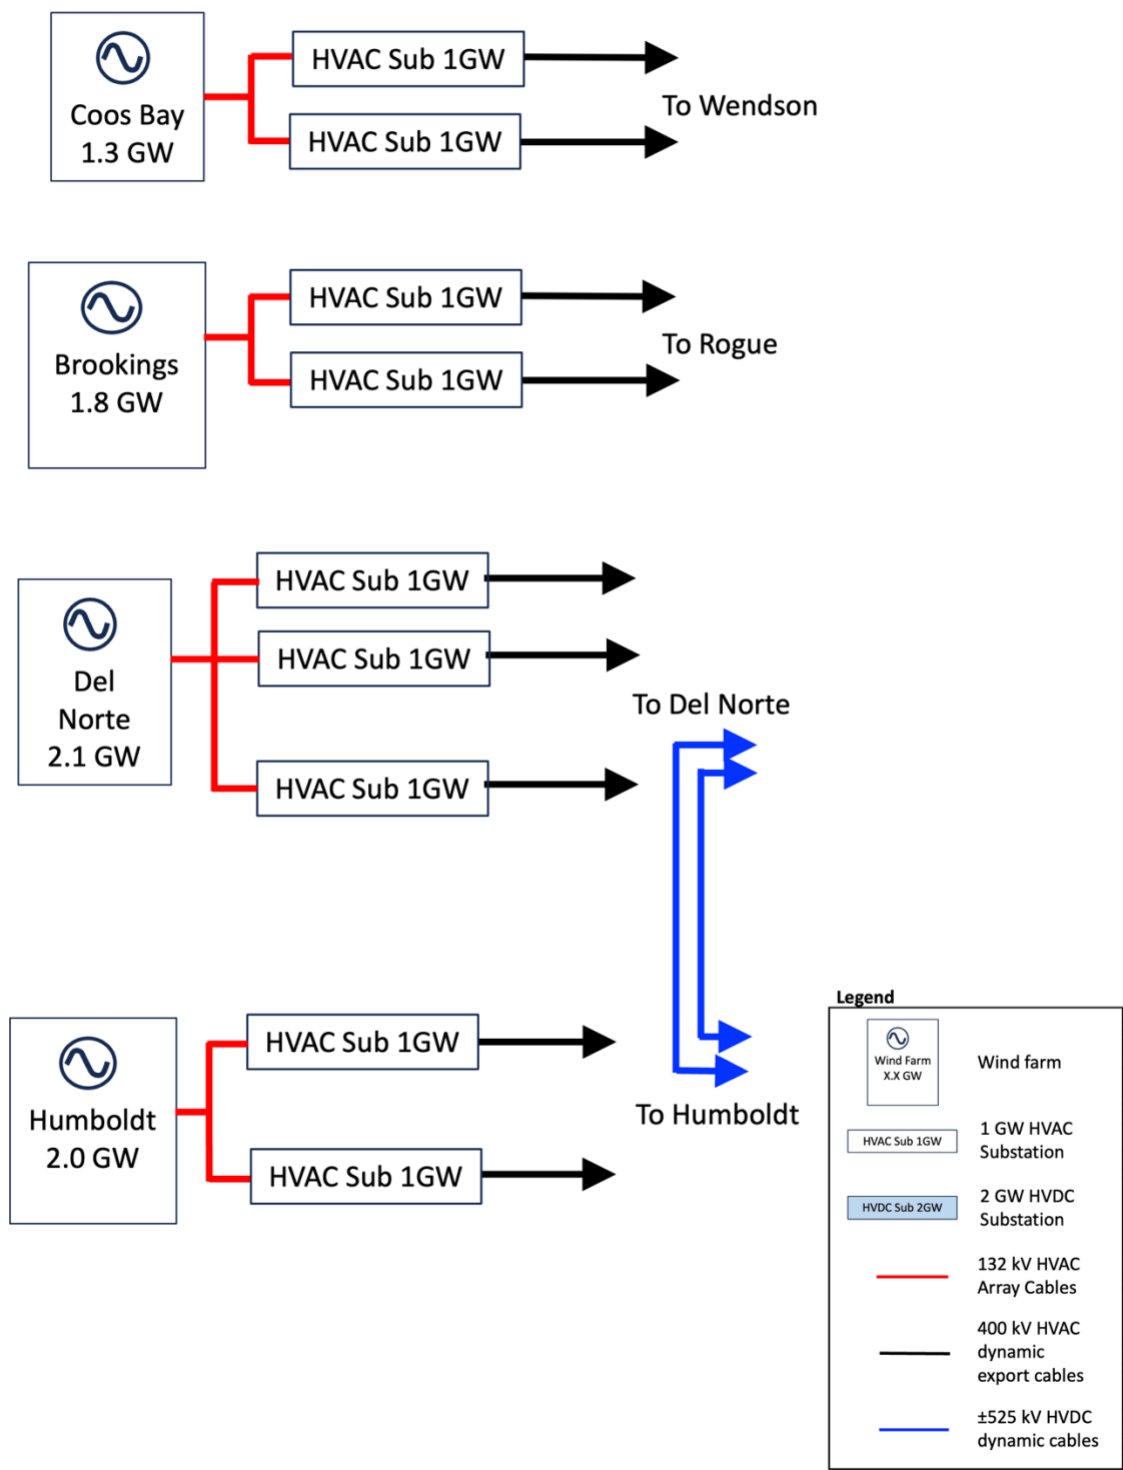 Coos Bay
1.3 GW
HVAC Sub 1GW
HVAC Sub 1GW
To Wendson
Brookings
1.8 GW
HVAC Sub 1GW
HVAC Sub 1GW
To Rogue
Del
Norte
2.1 GW
HVAC Sub 1GW
HVAC Sub 1GW
HVAC Sub 1GW
To Del Norte
Humboldt
2.0 GW
HVAC Sub 1GW
HVAC Sub 1GW
To Humboldt
Legend
Wind Farm
X.X GW
Wind farm
HVAC Sub 1GW
1 GW HVAC
Substation
HVDC Sub 2GW
2 GW HVDC
Substation
132 kV HVAC
Array Cables
400 kV HVAC
dynamic
export cables
±525 kV HVDC
dynamic cables